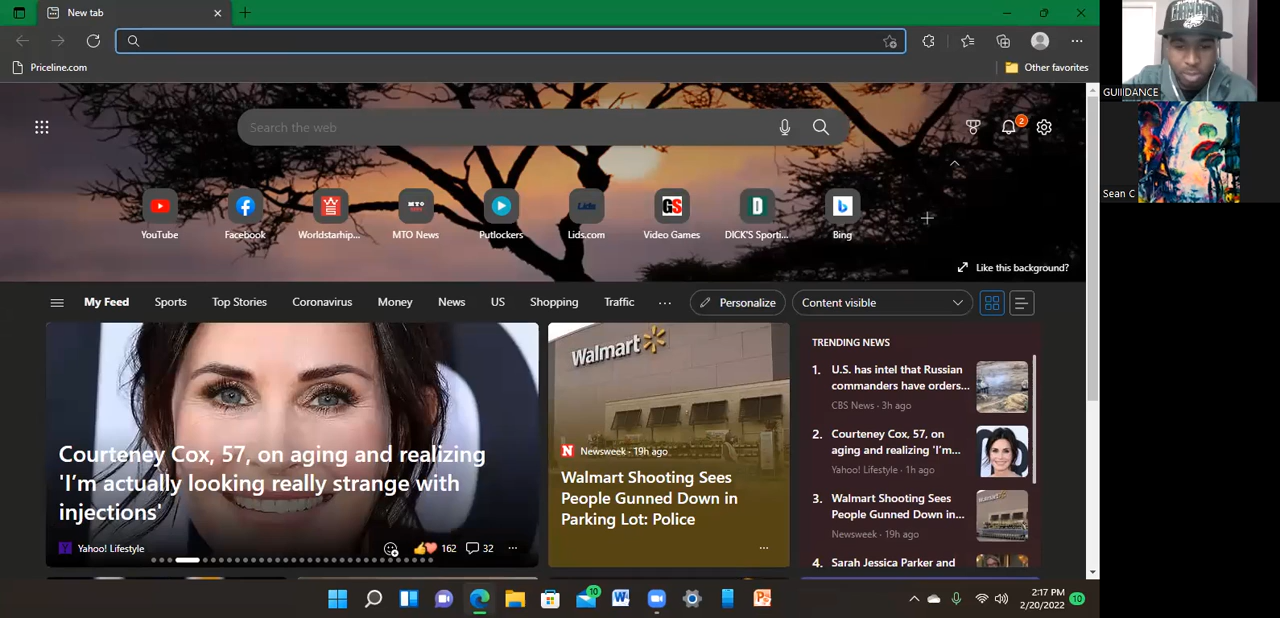 New tab
Priceline.com
Other favorites
GUIIIDANCE
Sean C
Search the web
2
YouTube
Facebook
Worldstarhip...
MTO News
Putlockers
Lids.com
Video Games
DICK'S Sporti...
Bing
Like this background?
My Feed
Sports
Top Stories
Coronavirus
Money
News
US
Shopping
Traffic
Personalize
Content visible
Courteney Cox, 57, on aging and realizing
'I'm actually looking really strange with
injections'
Yahoo! Lifestyle
162
32
Walmart
Newsweek · 19h ago
Walmart Shooting Sees
People Gunned Down in
Parking Lot: Police
TRENDING NEWS
1. U.S. has intel that Russian
commanders have orders...
CBS News · 3h ago
2. Courteney Cox, 57, on
aging and realizing 'I'm...
Yahoo! Lifestyle · 1h ago
3. Walmart Shooting Sees
People Gunned Down in...
Newsweek · 19h ago
4. Sarah Jessica Parker and
10
2:17 PM
2/20/2022
10